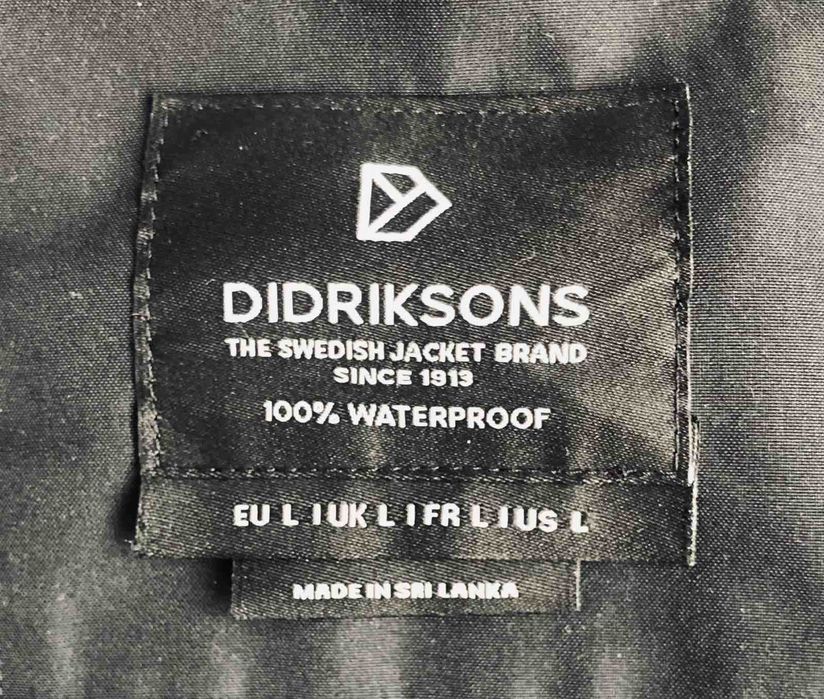 DIDRIKSONS
THE SWEDISH JACKET BRAND
SINCE 1913
100% WATERPROOF
EU L | UK L | FR L | US L
MADE IN SRI LANKA